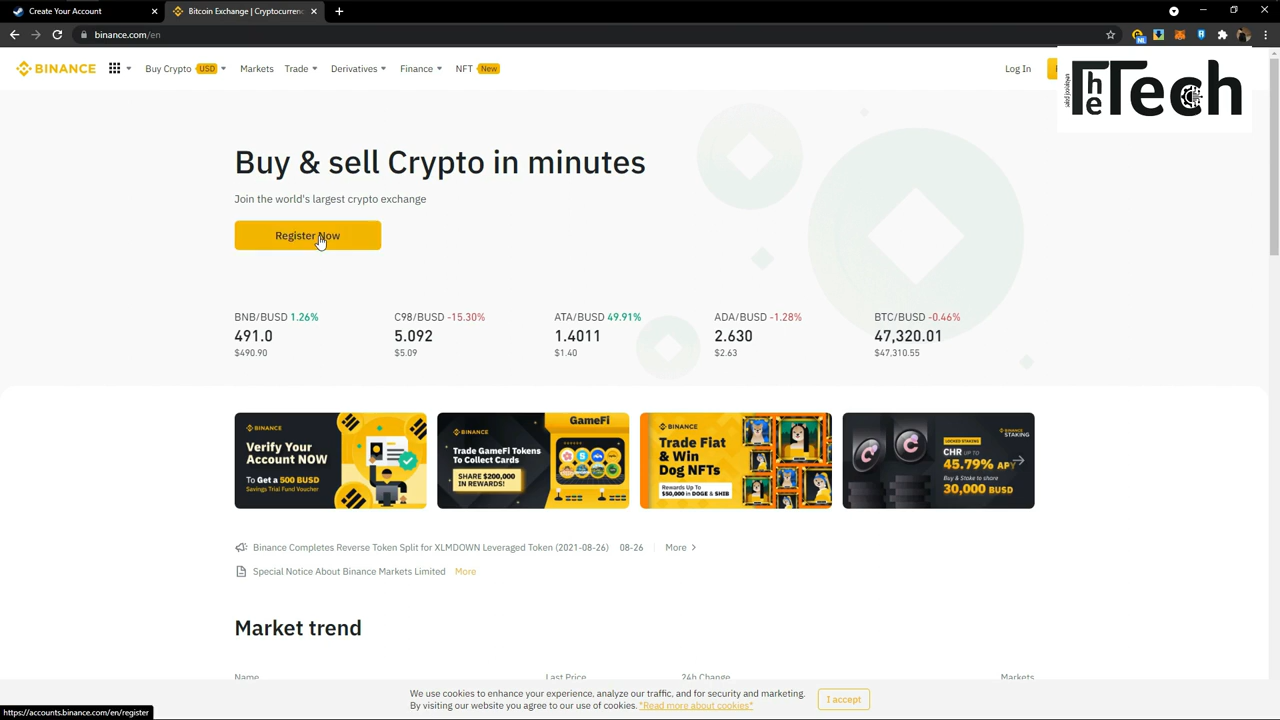 Create Your Account
Bitcoin Exchange | Cryptocurrenc
binance.com/en
NL
BINANCE
Buy Crypto USD
Markets
Trade
Derivatives
Finance
NFT New
Log In
The Tech
Buy & sell Crypto in minutes
Join the world's largest crypto exchange
Register Now
BNB/BUSD 1.26%
491.0
$490.90
C98/BUSD -15.30%
5.092
$5.09
ATA/BUSD 49.91%
1.4011
$1.40
ADA/BUSD -1.28%
2.630
$2.63
BTC/BUSD -0.46%
47,320.01
$47,310.55
BINANCE
Verify Your
Account NOW
To Get a 500 BUSD
Savings Trial Fund Voucher
BINANCE
Trade GameFi Tokens
To Collect Cards
SHARE $200,000
IN REWARDS!
GameFi
BINANCE
Trade Fiat
& Win
Dog NFTs
Rewards Up To
$50,000 in DOGE & SHIB
BINANCE
STAKING
LOCKED STAKING
CHR UP TO
45.79% APY
Buy & Stake to share
30,000 BUSD
Binance Completes Reverse Token Split for XLMDOWN Leveraged Token (2021-08-26) 08-26 More
Special Notice About Binance Markets Limited More
Market trend
Name Last Price 24h Change Markets
We use cookies to enhance your experience, analyze our traffic, and for security and marketing.
By visiting our website you agree to our use of cookies. "Read more about cookies"
I accept
https://accounts.binance.com/en/register